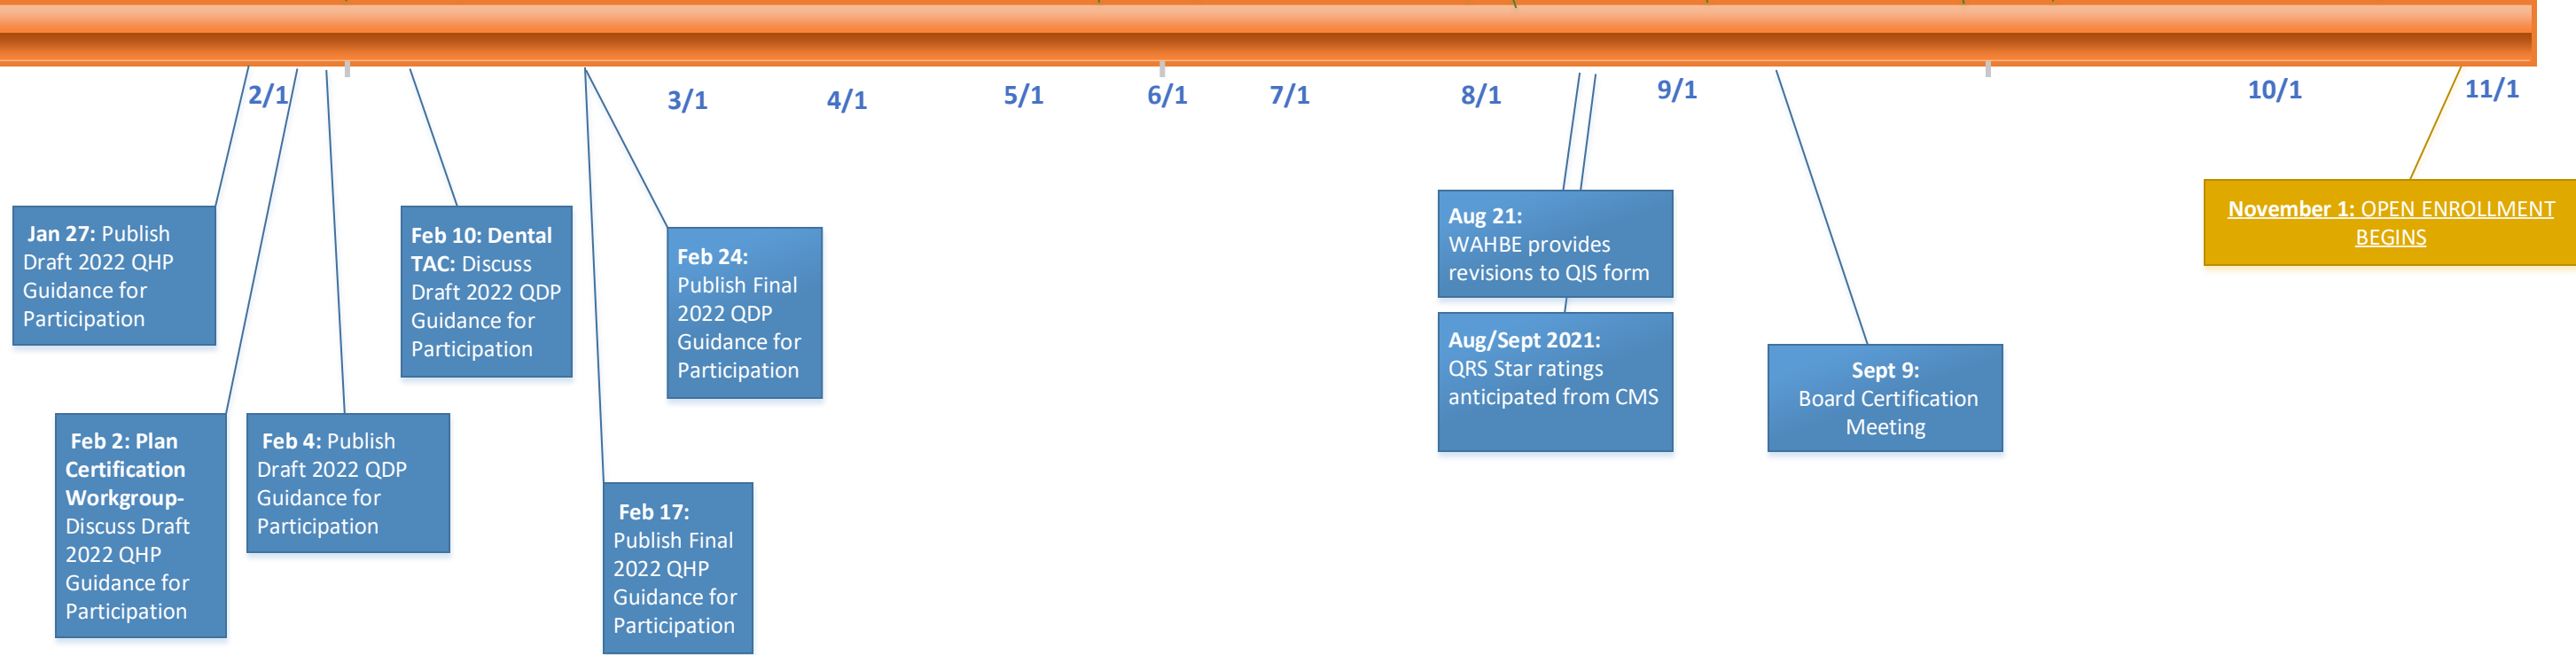 2/1
3/1
4/1
5/1
6/1
7/1
8/1
9/1
10/1
11/1
Jan 27: Publish
Draft 2022 QHP
Guidance for
Participation
Feb 2: Plan
Certification
Workgroup-
Discuss Draft
2022 QHP
Guidance for
Participation
Feb 4: Publish
Draft 2022 QDP
Guidance for
Participation
Feb 10: Dental
TAC: Discuss
Draft 2022 QDP
Guidance for
Participation
Feb 17:
Publish Final
2022 QHP
Guidance for
Participation
Feb 24:
Publish Final
2022 QDP
Guidance for
Participation
Aug 21:
WAHBE provides
revisions to QIS form
Aug/Sept 2021:
QRS Star ratings
anticipated from CMS
Sept 9:
Board Certification
Meeting
November 1: OPEN ENROLLMENT
BEGINS